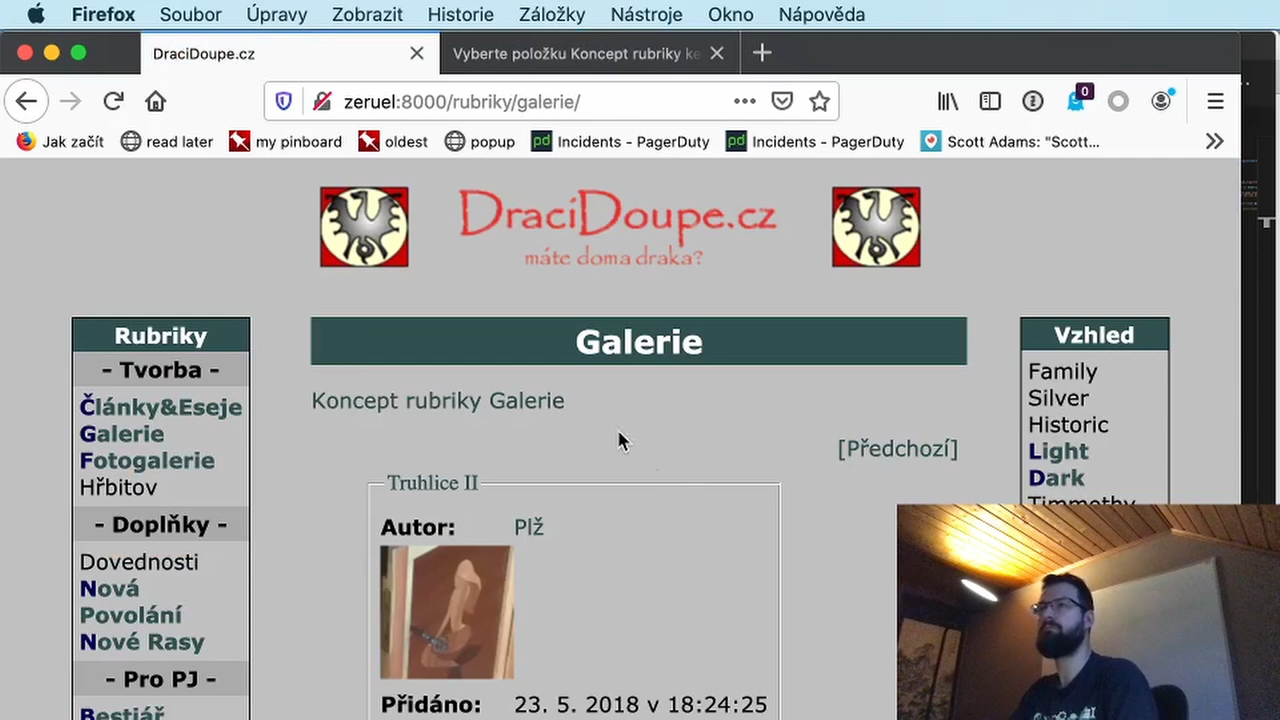 Firefox Soubor Úpravy Zobrazit Historie Záložky Nástroje Okno Nápověda
DraciDoupe.cz
Vyberte položku Koncept rubriky ke
zeruel:8000/rubriky/galerie/
0
Jak začít read later my pinboard oldest popup Incidents - PagerDuty Incidents - PagerDuty Scott Adams: "Scott...
DraciDoupe.cz
máte doma draka?
Rubriky
- Tvorba -
Články&Eseje
Galerie
Fotogalerie
Hřbitov
- Doplňky -
Dovednosti
Nová
Povolání
Nové Rasy
- Pro PJ -
Bestiář
Galerie
Koncept rubriky Galerie
[Předchozí]
Truhlice II
Autor: Plž
Přidáno: 23. 5. 2018 v 18:24:25
Vzhled
Family
Silver
Historic
Light
Dark
Timmothy